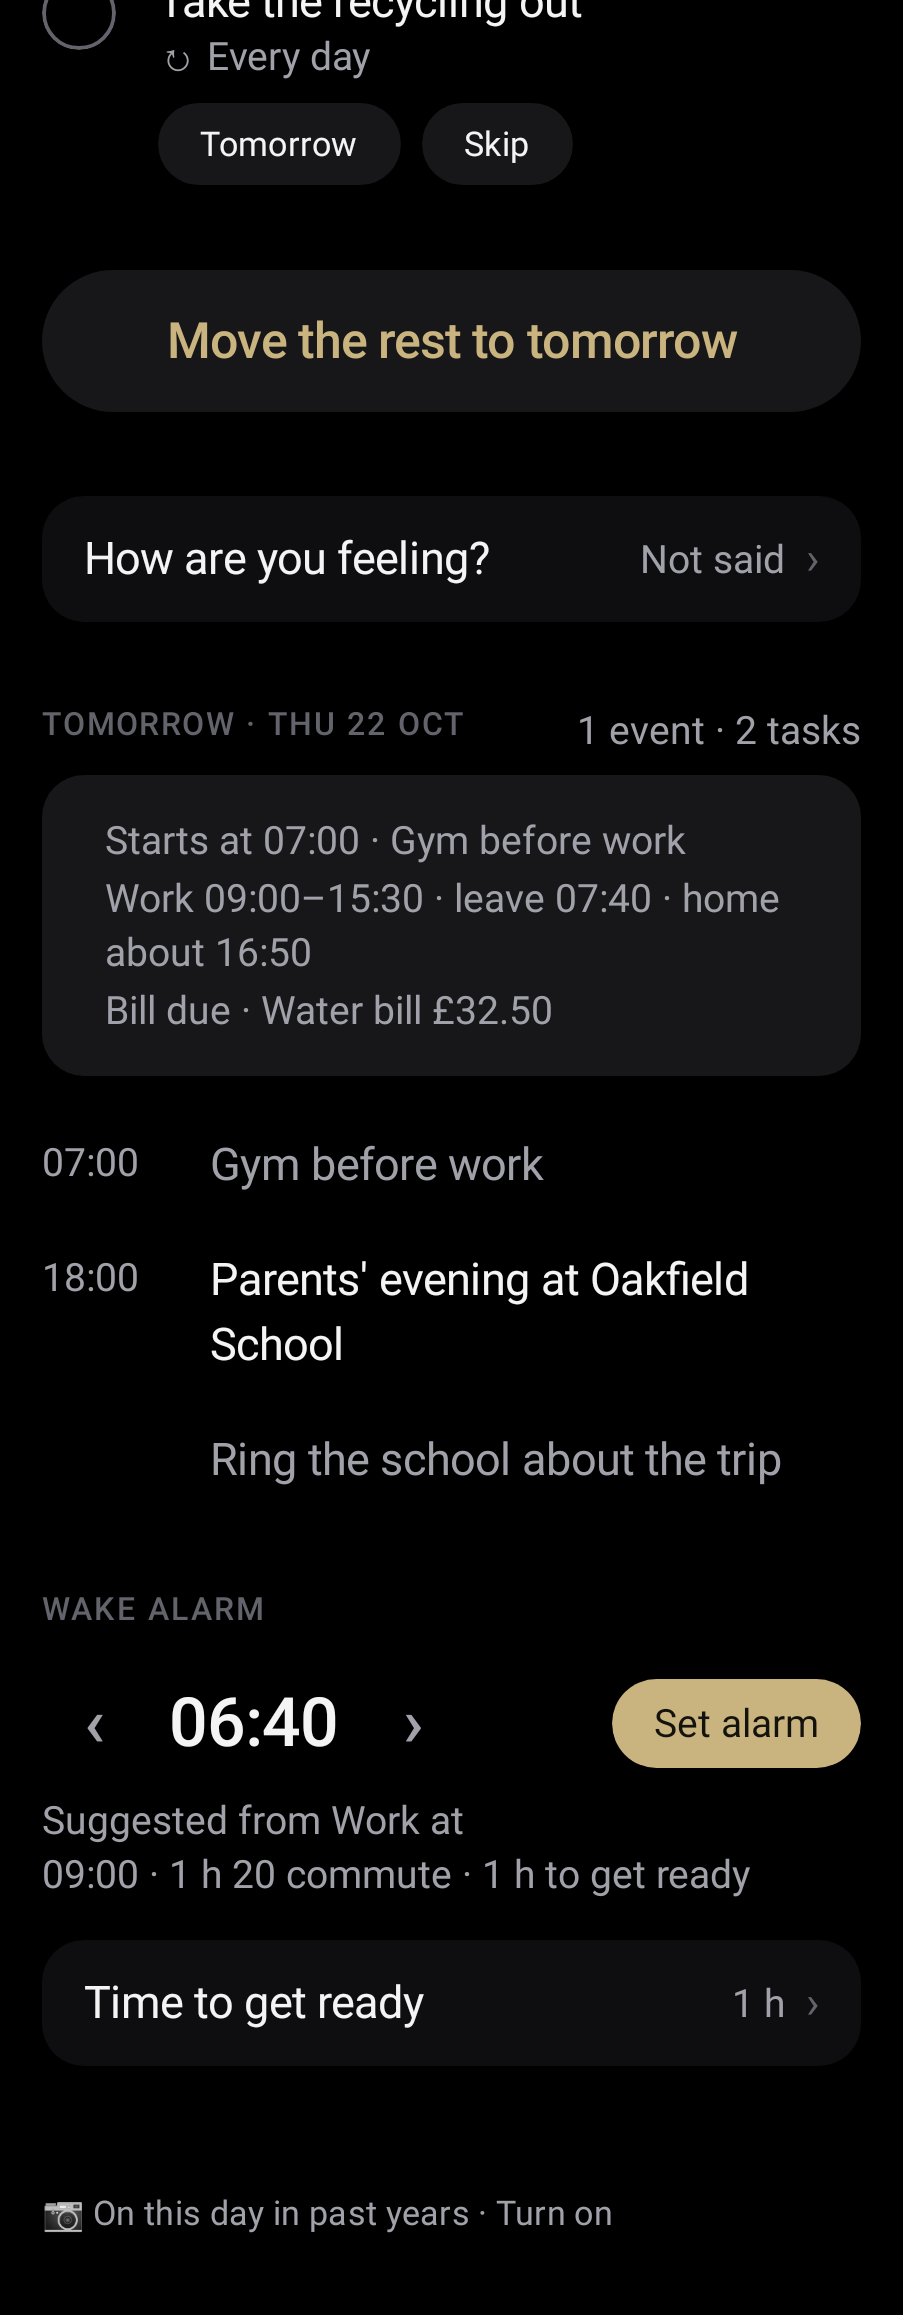 Take the recycling out
Every day
Tomorrow
Skip
Move the rest to tomorrow
How are you feeling?
Not said ›
TOMORROW · THU 22 OCT
1 event · 2 tasks
Starts at 07:00 · Gym before work
Work 09:00–15:30 · leave 07:40 · home
about 16:50
Bill due · Water bill £32.50
07:00 Gym before work
18:00 Parents' evening at Oakfield
School
Ring the school about the trip
WAKE ALARM
‹ 06:40 ›
Set alarm
Suggested from Work at
09:00 · 1 h 20 commute · 1 h to get ready
Time to get ready
1 h ›
On this day in past years · Turn on